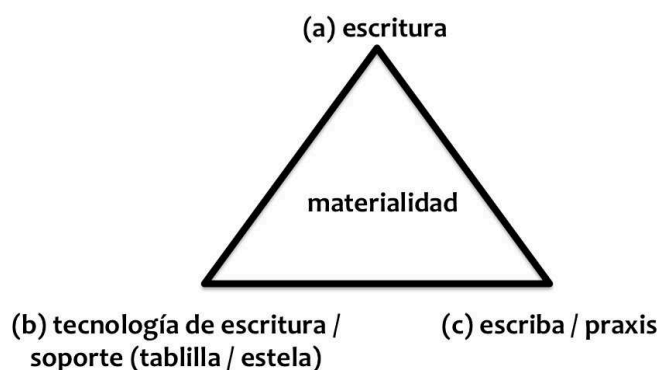 (a) escritura
materialidad
(b) tecnología de escritura /
soporte (tablilla / estela)
(c) escriba / praxis